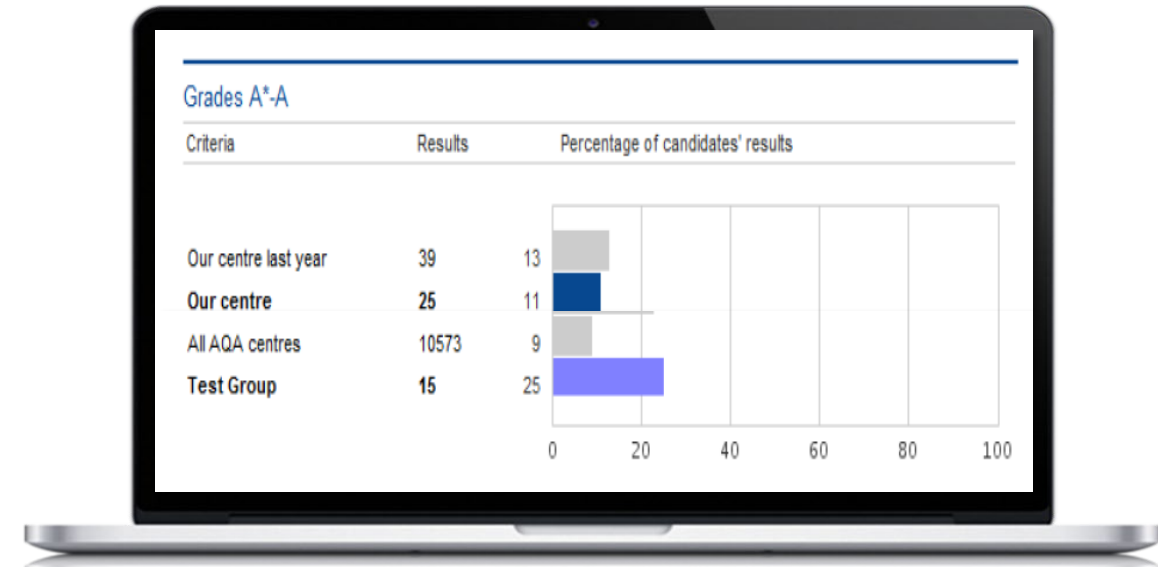 Grades A*-A
Criteria Results Percentage of candidates' results
Our centre last year 39 13
Our centre 25 11
All AQA centres 10573 9
Test Group 15 25
0 20 40 60 80 100